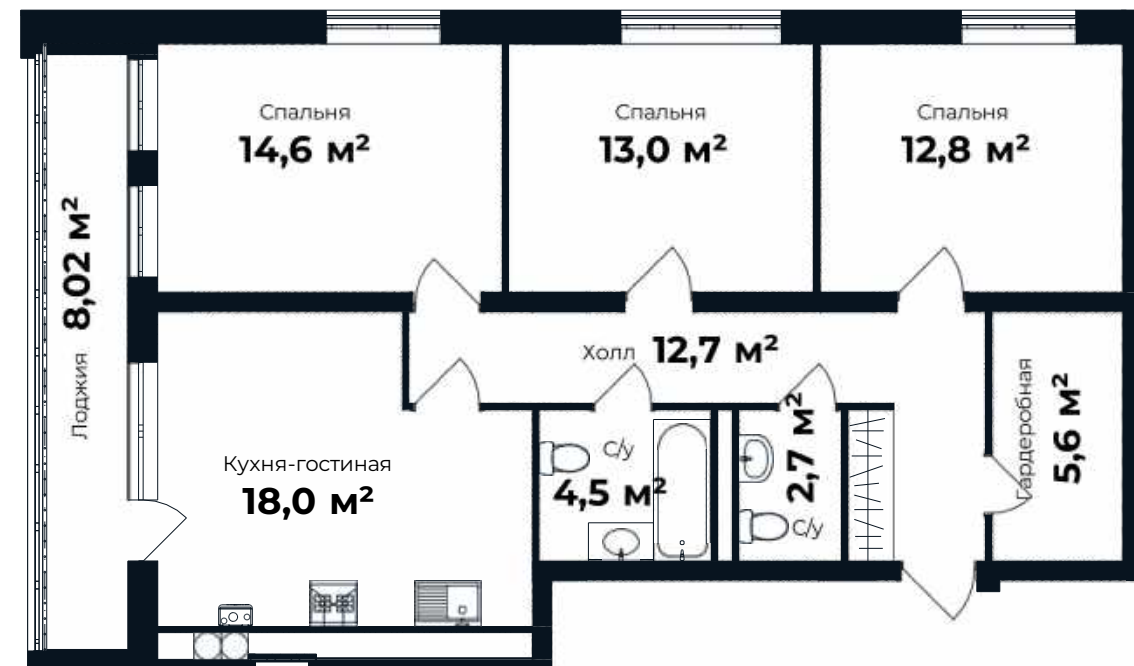 Спальня
14,6 м²
Спальня
13,0 м²
Спальня
12,8 м²
Лоджия 8,02 м²
Холл 12,7 м²
Кухня-гостиная
18,0 м²
С/у
4,5 м²
2,7 м²
С/у
Гардеробная
5,6 м²